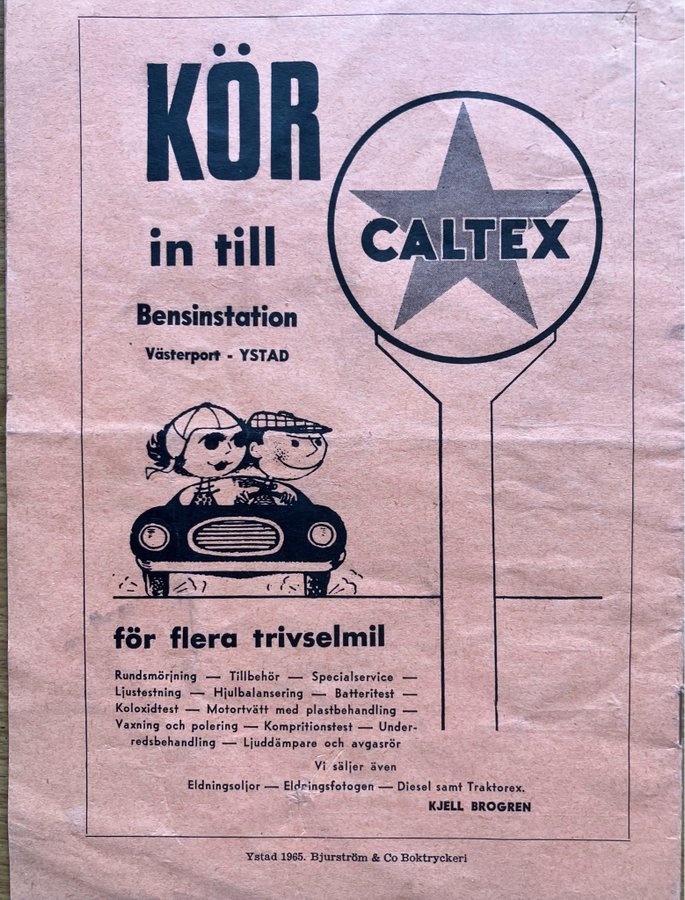 KÖR
in till
CALTEX
Bensinstation
Västerport - YSTAD
för flera trivselmil
Rundsmörjning — Tillbehör — Specialservice —
Ljustestning — Hjulbalansering — Batteritest —
Koloxidtest — Motortvätt med plastbehandling —
Vaxning och polering — Kompritionstest — Under-
redsbehandling — Ljuddämpare och avgasrör
Vi säljer även
Eldningsoljor — Eldningsfotogen — Diesel samt Traktorex.
KJELL BROGREN
Ystad 1965. Bjurström & Co Boktryckeri